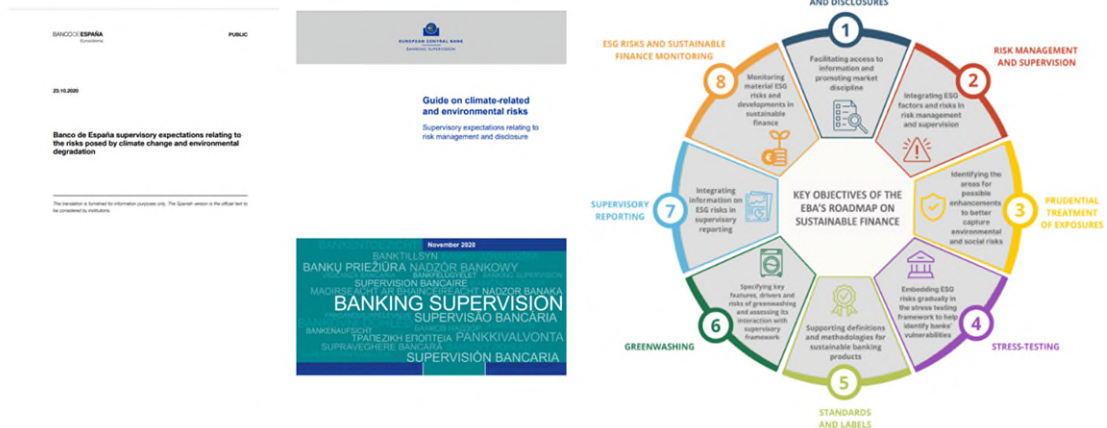 BANCODEESPAÑA
Eurosistema
PUBLIC
23.10.2020
Banco de España supervisory expectations relating to
the risks posed by climate change and environmental
degradation
This translation is furnished for information purposes only. The Spanish version is the official text to
be considered by institutions.
EUROPEAN CENTRAL BANK
BANKING SUPERVISION
Guide on climate-related
and environmental risks
Supervisory expectations relating to
risk management and disclosure
November 2020
BANKTILLSYN
BANKŲ PRIEŽIŪRA NADZÓR BANKOWY
BANKFELÜGYELET BANKING SUPERVISION
SUPERVISION BANCAIRE
MAOIRSEACHT AR BHAINCÉIREACHT NADZOR BANAKA
BANKING SUPERVISION
SUPERVISÃO BANCÁRIA
BANKENAUFSICHT
ΤΡΑΠΕΖΙΚΗ ΕΠΟΠΤΕΙΑ PANKKIVALVONTA
SUPRAVEGHERE BANCARĂ
SUPERVISIÓN BANCARIA
AND DISCLOSURES
1
Facilitating access to
information and
promoting market
discipline
RISK MANAGEMENT
AND SUPERVISION
2
Integrating ESG
factors and risks in
risk management
and supervision
PRUDENTIAL
TREATMENT
OF EXPOSURES
3
Identifying the
areas for
possible
enhancements
to better
capture
environmental
and social risks
4
STRESS-TESTING
Embedding ESG
risks gradually in
the stress testing
framework to help
identify banks'
vulnerabilities
5
STANDARDS
AND LABELS
Supporting definitions
and methodologies for
sustainable banking
products
6
GREENWASHING
Specifying key
features, drivers and
risks of greenwashing
and assessing its
interaction with
supervisory
framework
SUPERVISORY
REPORTING
7
Integrating
information on
ESG risks in
supervisory
reporting
ESG RISKS AND SUSTAINABLE
FINANCE MONITORING
8
Monitoring
material ESG
risks and
developments in
sustainable
finance
KEY OBJECTIVES OF THE
EBA'S ROADMAP ON
SUSTAINABLE FINANCE